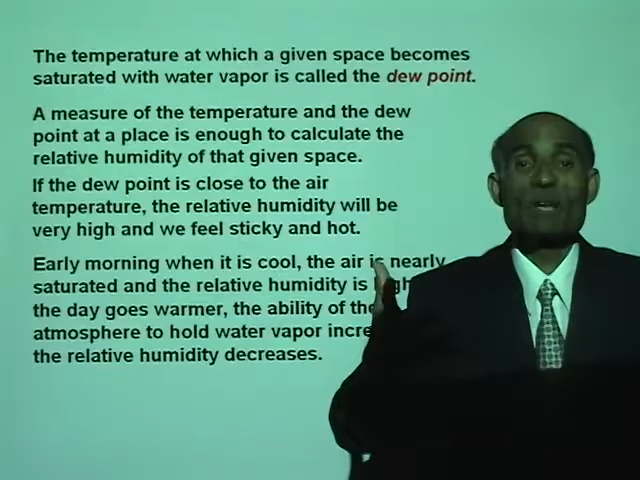 The temperature at which a given space becomes
saturated with water vapor is called the dew point.
A measure of the temperature and the dew
point at a place is enough to calculate the
relative humidity of that given space.
If the dew point is close to the air
temperature, the relative humidity will be
very high and we feel sticky and hot.
Early morning when it is cool, the air is nearly
saturated and the relative humidity is
the day goes warmer, the ability of the
atmosphere to hold water vapor
the relative humidity decreases.